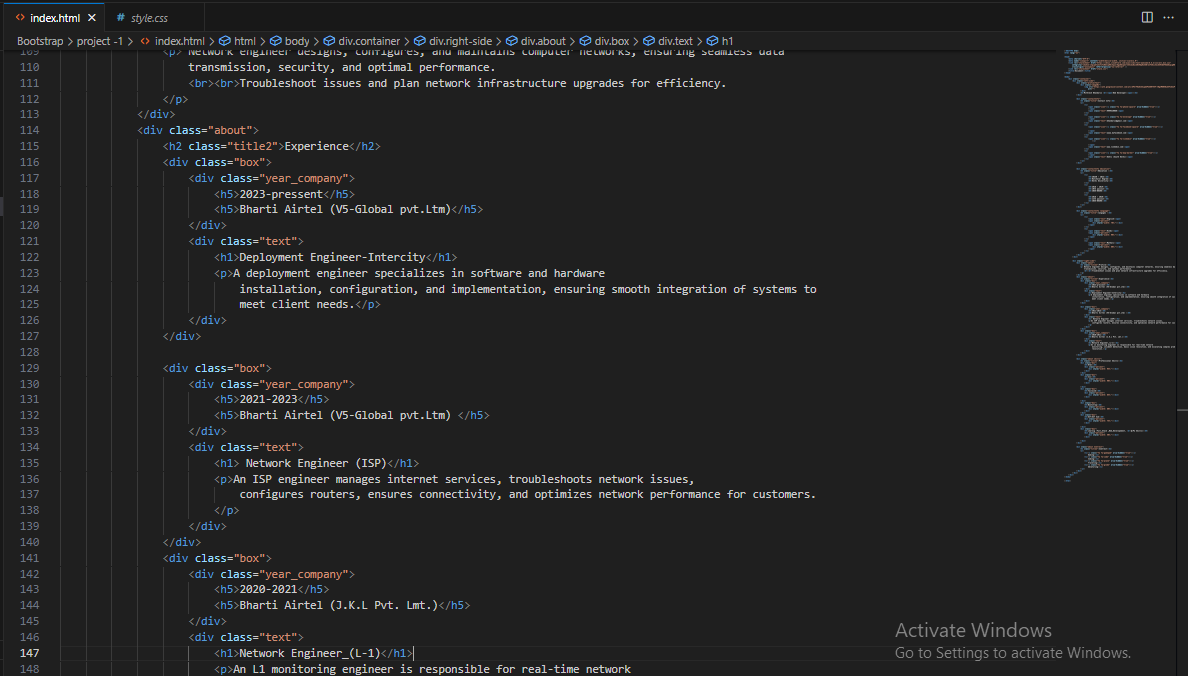 index.html
style.css
Bootstrap > project -1 > index.html > html > body > div.container > div.right-side > div.about > div.box > div.text > h1
109 <p> Network engineer designs, configures, and maintains computer networks, ensuring seamless data
110 transmission, security, and optimal performance.
111 <br><br>Troubleshoot issues and plan network infrastructure upgrades for efficiency.
112 </p>
113 </div>
114 <div class="about">
115 <h2 class="title2">Experience</h2>
116 <div class="box">
117 <div class="year_company">
118 <h5>2023-pressent</h5>
119 <h5>Bharti Airtel (V5-Global pvt.Ltm)</h5>
120 </div>
121 <div class="text">
122 <h1>Deployment Engineer-Intercity</h1>
123 <p>A deployment engineer specializes in software and hardware
124 installation, configuration, and implementation, ensuring smooth integration of systems to
125 meet client needs.</p>
126 </div>
127 </div>
128
129 <div class="box">
130 <div class="year_company">
131 <h5>2021-2023</h5>
132 <h5>Bharti Airtel (V5-Global pvt.Ltm) </h5>
133 </div>
134 <div class="text">
135 <h1> Network Engineer (ISP)</h1>
136 <p>An ISP engineer manages internet services, troubleshoots network issues,
137 configures routers, ensures connectivity, and optimizes network performance for customers.
138 </p>
139 </div>
140 </div>
141 <div class="box">
142 <div class="year_company">
143 <h5>2020-2021</h5>
144 <h5>Bharti Airtel (J.K.L Pvt. Lmt.)</h5>
145 </div>
146 <div class="text">
147 <h1>Network Engineer_(L-1)</h1>
148 <p>An L1 monitoring engineer is responsible for real-time network
Activate Windows
Go to Settings to activate Windows.